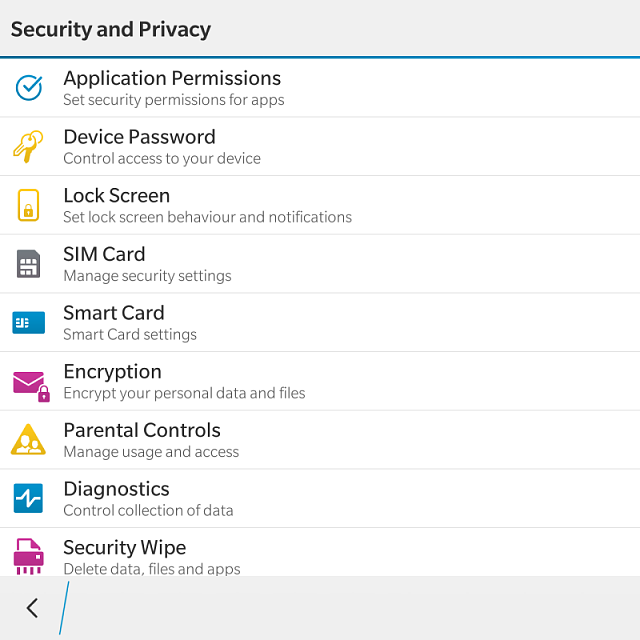 Security and Privacy
Application Permissions
Set security permissions for apps
Device Password
Control access to your device
Lock Screen
Set lock screen behaviour and notifications
SIM Card
Manage security settings
Smart Card
Smart Card settings
Encryption
Encrypt your personal data and files
Parental Controls
Manage usage and access
Diagnostics
Control collection of data
Security Wipe
Delete data, files and apps